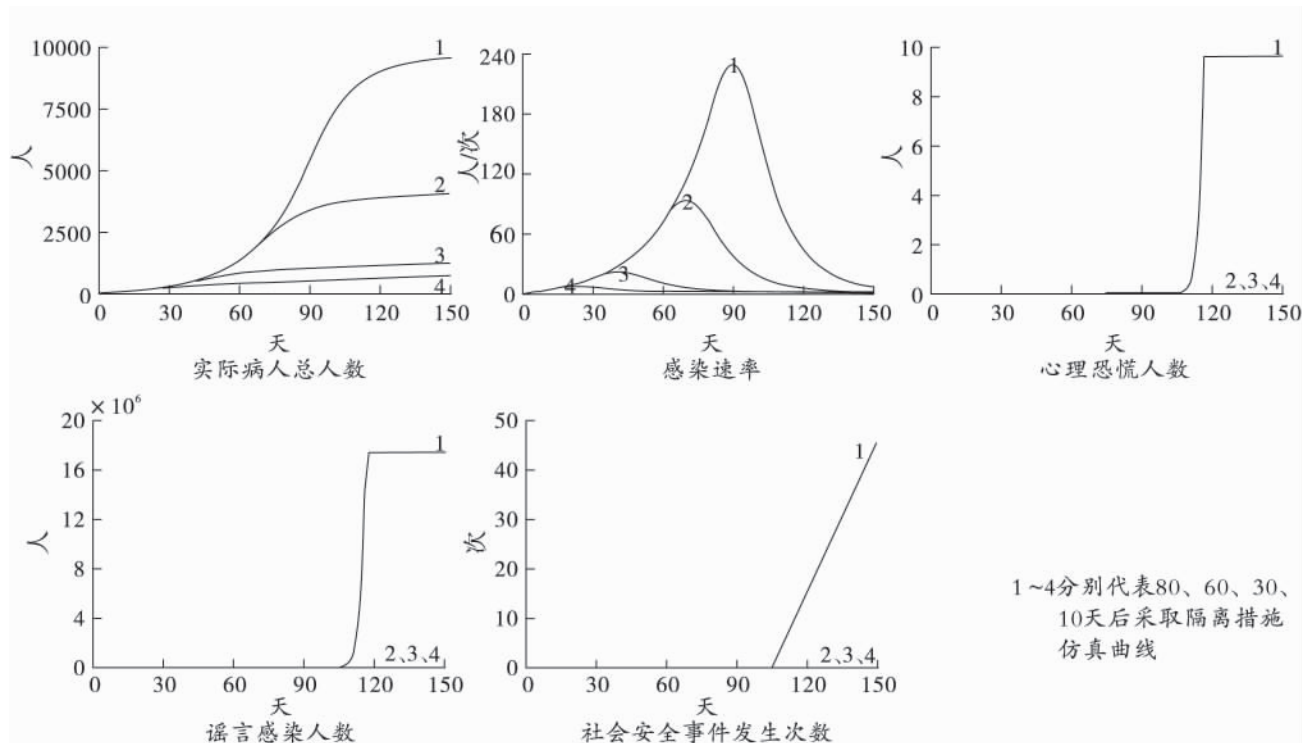 10000
7500
5000
2500
0
人
1
2
3
4
0 30 60 90 120 150
天
实际病人总人数
240
180
120
60
0
人/次
1
2
3
4
0 30 60 90 120 150
天
感染速率
10
8
6
4
2
0
人
1
2、3、4
0 30 60 90 120 150
天
心理恐慌人数
× 10⁶
20
16
12
8
4
0
人
1
2、3、4
0 30 60 90 120 150
天
谣言感染人数
50
40
30
20
10
0
次
1
2、3、4
0 30 60 90 120 150
天
社会安全事件发生次数
1~4分别代表80、60、30、
10天后采取隔离措施
仿真曲线